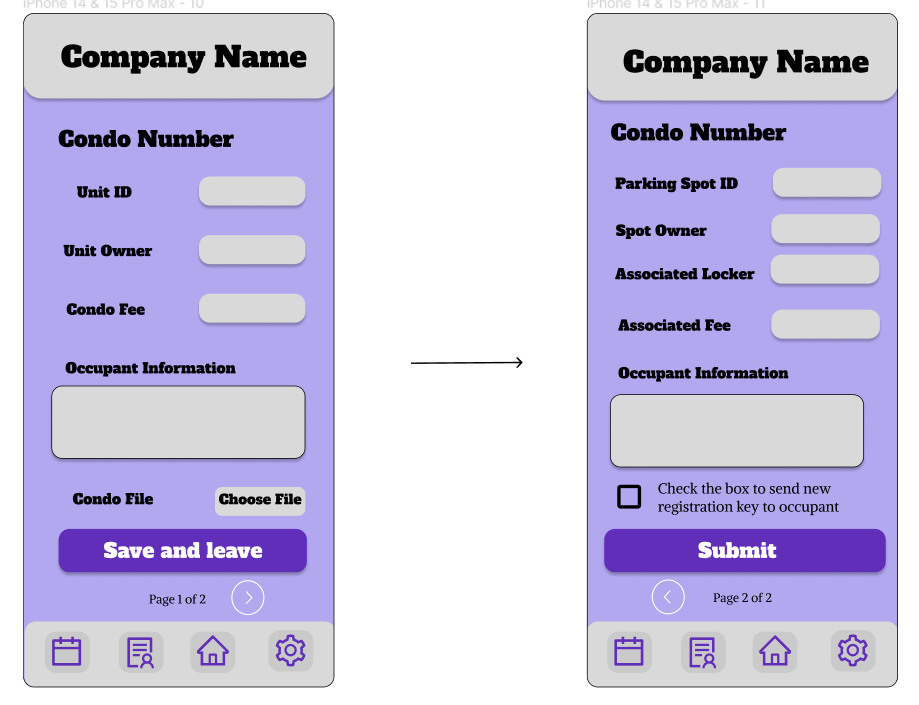 iPhone 14 & 15 Pro Max - 10
Company Name
Condo Number
Unit ID
Unit Owner
Condo Fee
Occupant Information
Condo File
Choose File
Save and leave
Page 1 of 2
iPhone 14 & 15 Pro Max - 11
Company Name
Condo Number
Parking Spot ID
Spot Owner
Associated Locker
Associated Fee
Occupant Information
Check the box to send new
registration key to occupant
Submit
Page 2 of 2